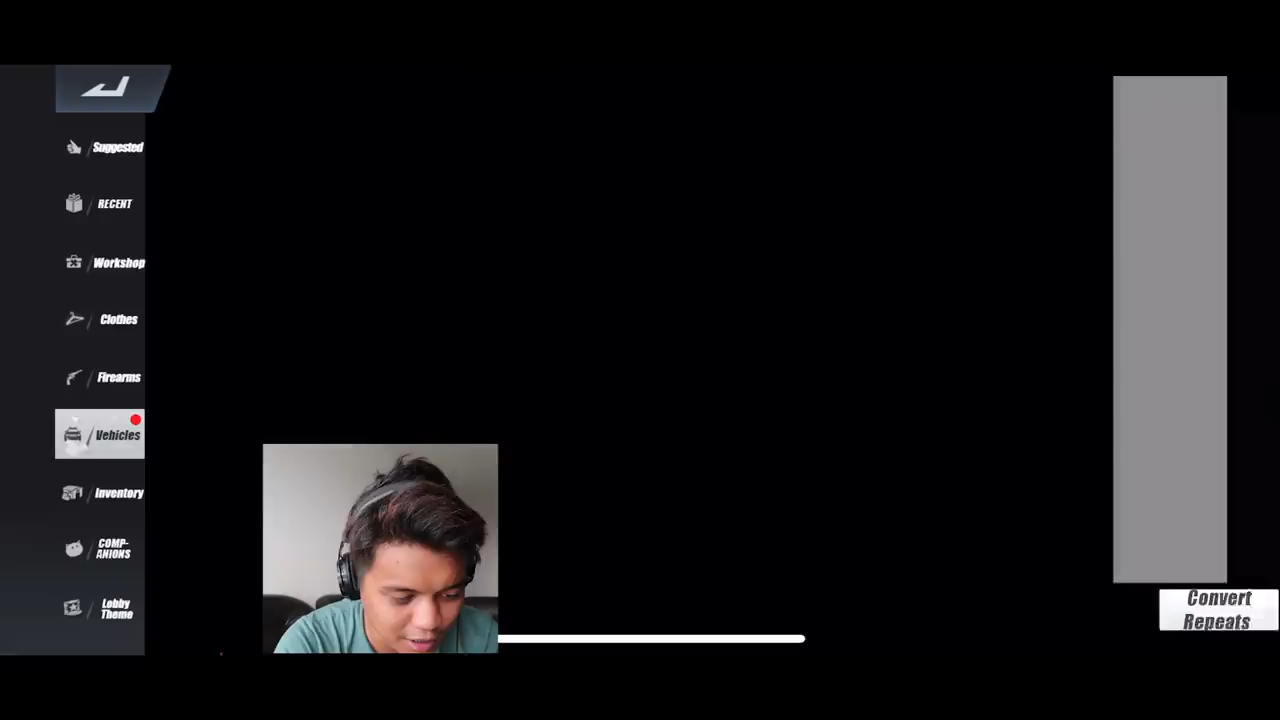 Suggested
RECENT
Workshop
Clothes
Firearms
Vehicles
Inventory
COMP-
ANIONS
Lobby
Theme
Convert
Repeats